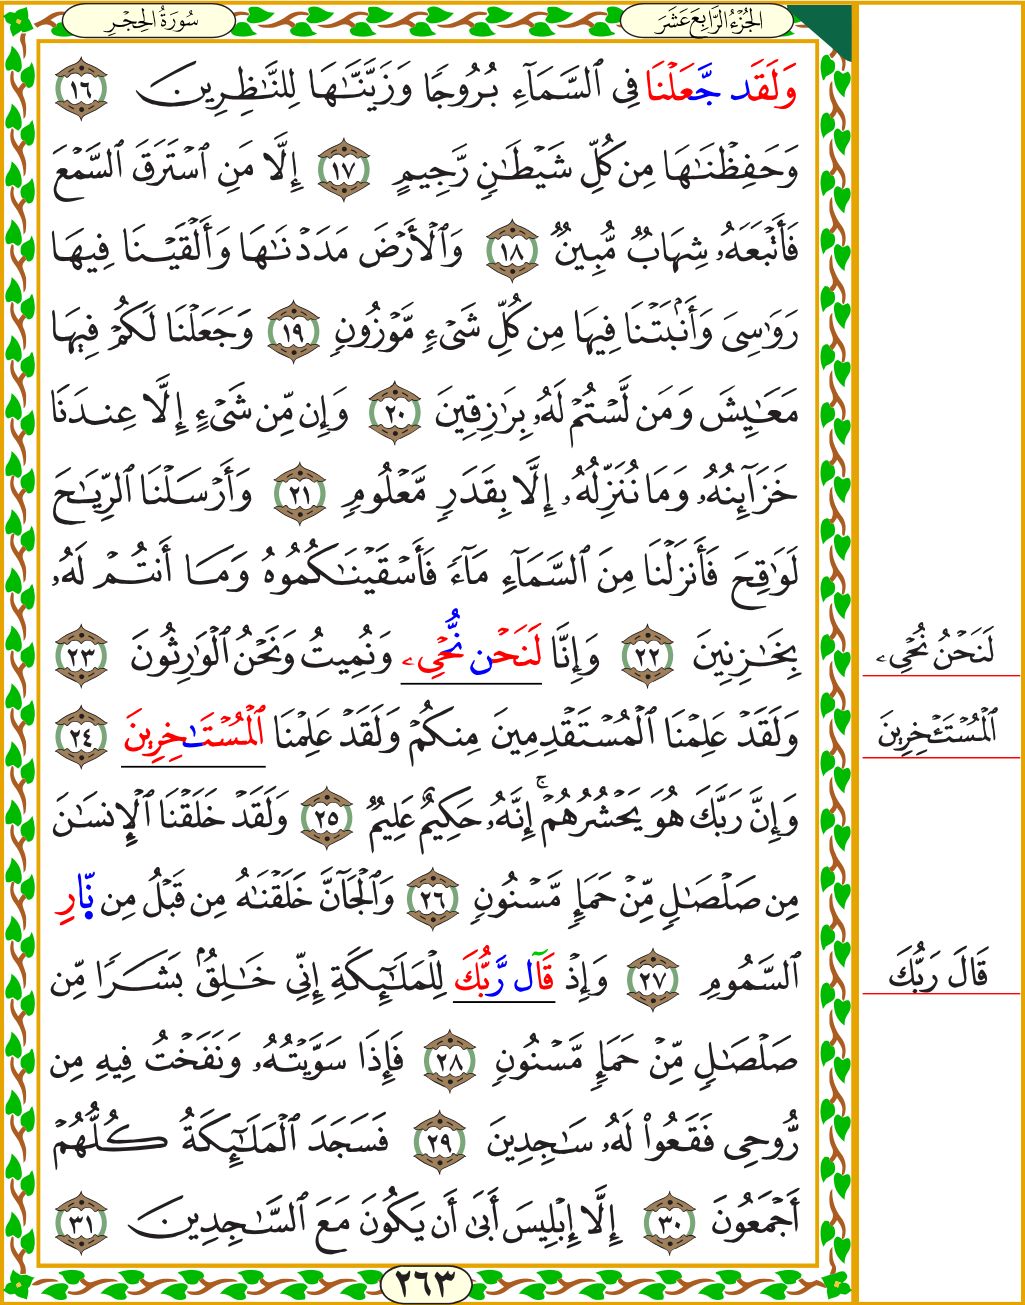 سُورَةُ الحِجْرِ
الجُزْءُ الرَّابِعَ عَشَرَ
وَلَقَد جَّعَلْنَا فِي ٱلسَّمَآءِ بُرُوجًا وَزَيَّنَّـٰهَا لِلنَّـٰظِرِينَ ١٦
وَحَفِظْنَـٰهَا مِن كُلِّ شَيْطَـٰنٍ رَّجِيمٍ ١٧ إِلَّا مَنِ ٱسْتَرَقَ ٱلسَّمْعَ
فَأَتْبَعَهُۥ شِهَابٌ مُّبِينٌ ١٨ وَٱلْأَرْضَ مَدَدْنَـٰهَا وَأَلْقَيْنَا فِيهَا
رَوَٰسِىَ وَأَنۢبَتْنَا فِيهَا مِن كُلِّ شَىْءٍ مَّوْزُونٍ ١٩ وَجَعَلْنَا لَكُمْ فِيهَا
مَعَـٰيِشَ وَمَن لَّسْتُمْ لَهُۥ بِرَٰزِقِينَ ٢٠ وَإِن مِّن شَىْءٍ إِلَّا عِندَنَا
خَزَآئِنُهُۥ وَمَا نُنَزِّلُهُۥٓ إِلَّا بِقَدَرٍ مَّعْلُومٍ ٢١ وَأَرْسَلْنَا ٱلرِّيَـٰحَ
لَوَٰقِحَ فَأَنزَلْنَا مِنَ ٱلسَّمَآءِ مَآءً فَأَسْقَيْنَـٰكُمُوهُ وَمَآ أَنتُمْ لَهُۥ
بِخَـٰزِنِينَ ٢٢ وَإِنَّا لَنَحْن نُّحْىِۦ وَنُمِيتُ وَنَحْنُ ٱلْوَٰرِثُونَ ٢٣
لَنَحْنُ نُحْىِۦ
وَلَقَدْ عَلِمْنَا ٱلْمُسْتَقْدِمِينَ مِنكُمْ وَلَقَدْ عَلِمْنَا ٱلْمُسْتَـٰخِرِينَ ٢٤
ٱلْمُسْتَـْٔخِرِينَ
وَإِنَّ رَبَّكَ هُوَ يَحْشُرُهُمْ ۚ إِنَّهُۥ حَكِيمٌ عَلِيمٌ ٢٥ وَلَقَدْ خَلَقْنَا ٱلْإِنسَـٰنَ
مِن صَلْصَـٰلٍ مِّنْ حَمَإٍ مَّسْنُونٍ ٢٦ وَٱلْجَآنَّ خَلَقْنَـٰهُ مِن قَبْلُ مِن نَّارِ
ٱلسَّمُومِ ٢٧ وَإِذْ قَال رَّبُّكَ لِلْمَلَـٰٓئِكَةِ إِنِّى خَـٰلِقٌۢ بَشَرًا مِّن
قَالَ رَبُّكَ
صَلْصَـٰلٍ مِّنْ حَمَإٍ مَّسْنُونٍ ٢٨ فَإِذَا سَوَّيْتُهُۥ وَنَفَخْتُ فِيهِ مِن
رُّوحِى فَقَعُوا۟ لَهُۥ سَـٰجِدِينَ ٢٩ فَسَجَدَ ٱلْمَلَـٰٓئِكَةُ كُلُّهُمْ
أَجْمَعُونَ ٣٠ إِلَّآ إِبْلِيسَ أَبَىٰٓ أَن يَكُونَ مَعَ ٱلسَّـٰجِدِينَ ٣١
٢٦٣